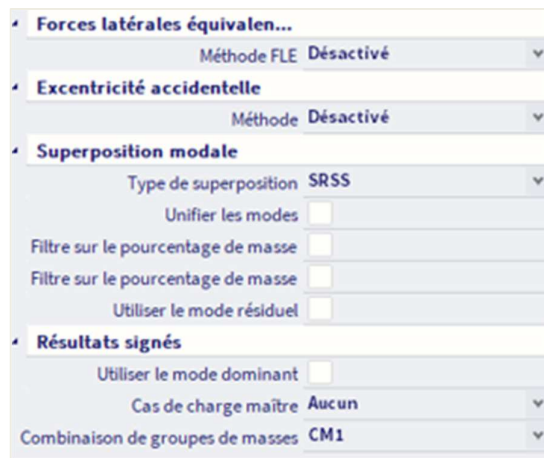 Forces latérales équivalen...
Méthode FLE Désactivé
Excentricité accidentelle
Méthode Désactivé
Superposition modale
Type de superposition SRSS
Unifier les modes
Filtre sur le pourcentage de masse
Filtre sur le pourcentage de masse
Utiliser le mode résiduel
Résultats signés
Utiliser le mode dominant
Cas de charge maître Aucun
Combinaison de groupes de masses CM1